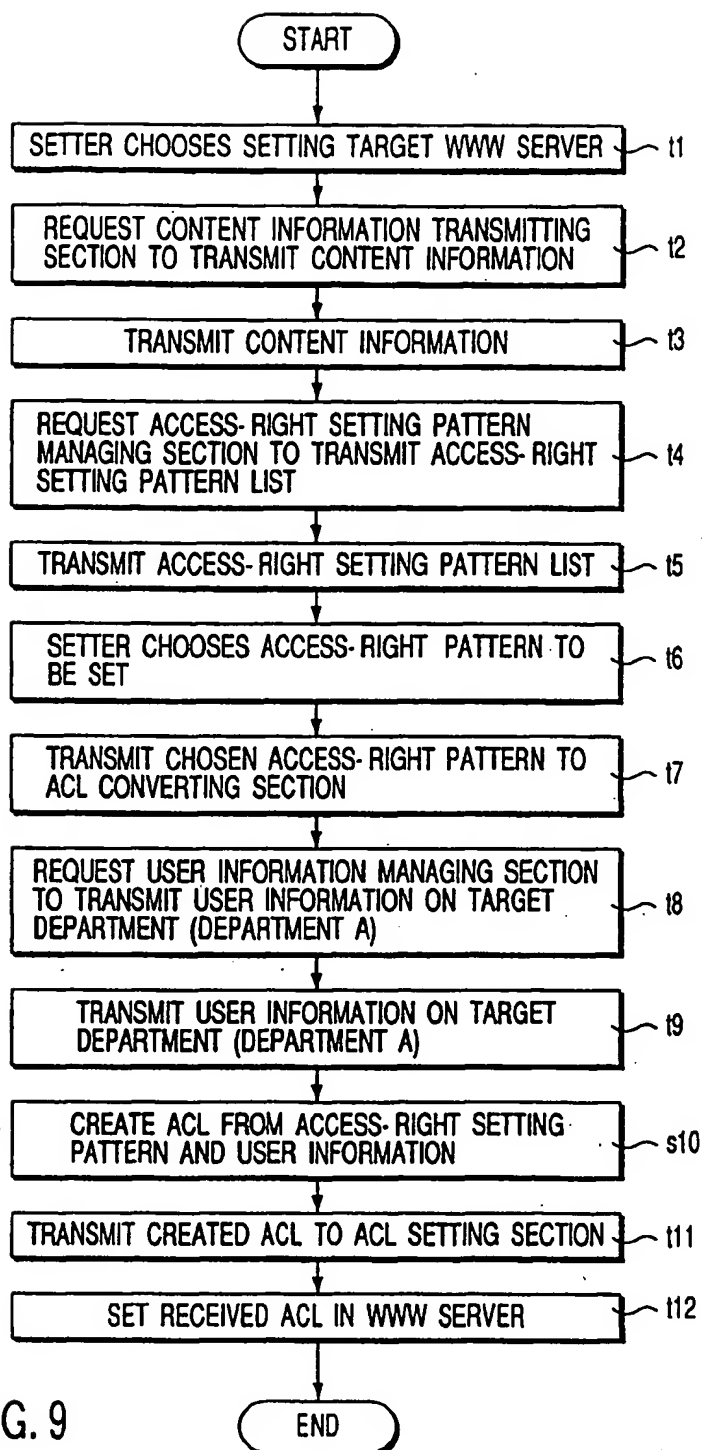 START
SETTER CHOOSES SETTING TARGET WWW SERVER t1
REQUEST CONTENT INFORMATION TRANSMITTING
SECTION TO TRANSMIT CONTENT INFORMATION t2
TRANSMIT CONTENT INFORMATION t3
REQUEST ACCESS-RIGHT SETTING PATTERN
MANAGING SECTION TO TRANSMIT ACCESS-RIGHT
SETTING PATTERN LIST t4
TRANSMIT ACCESS-RIGHT SETTING PATTERN LIST t5
SETTER CHOOSES ACCESS-RIGHT PATTERN TO
BE SET t6
TRANSMIT CHOSEN ACCESS-RIGHT PATTERN TO
ACL CONVERTING SECTION t7
REQUEST USER INFORMATION MANAGING SECTION
TO TRANSMIT USER INFORMATION ON TARGET
DEPARTMENT (DEPARTMENT A) t8
TRANSMIT USER INFORMATION ON TARGET
DEPARTMENT (DEPARTMENT A) t9
CREATE ACL FROM ACCESS-RIGHT SETTING
PATTERN AND USER INFORMATION s10
TRANSMIT CREATED ACL TO ACL SETTING SECTION t11
SET RECEIVED ACL IN WWW SERVER t12
END
G. 9